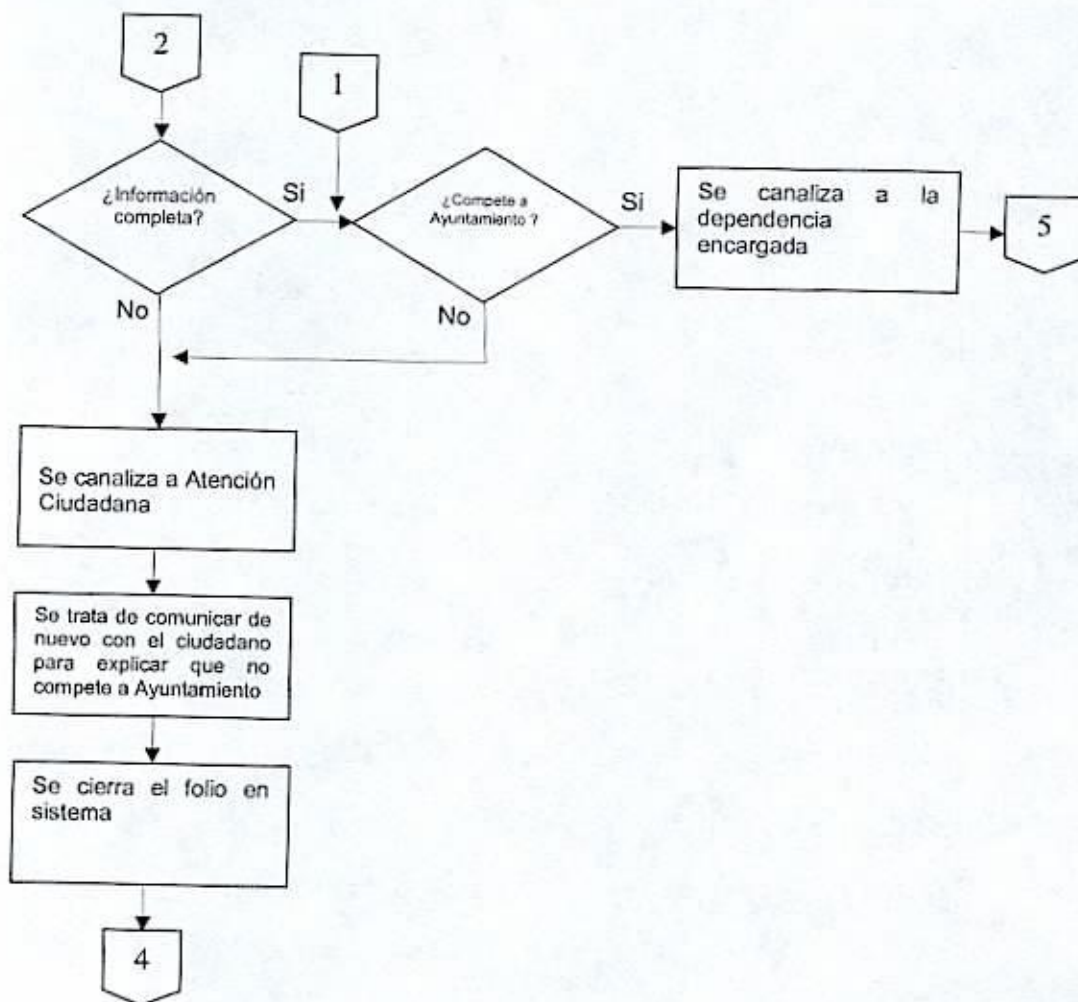 2
1
¿Información
completa?
Si
¿Compete a
Ayuntamiento ?
Si
Se canaliza a la
dependencia
encargada
5
No
No
Se canaliza a Atención
Ciudadana
Se trata de comunicar de
nuevo con el ciudadano
para explicar que no
compete a Ayuntamiento
Se cierra el folio en
sistema
4